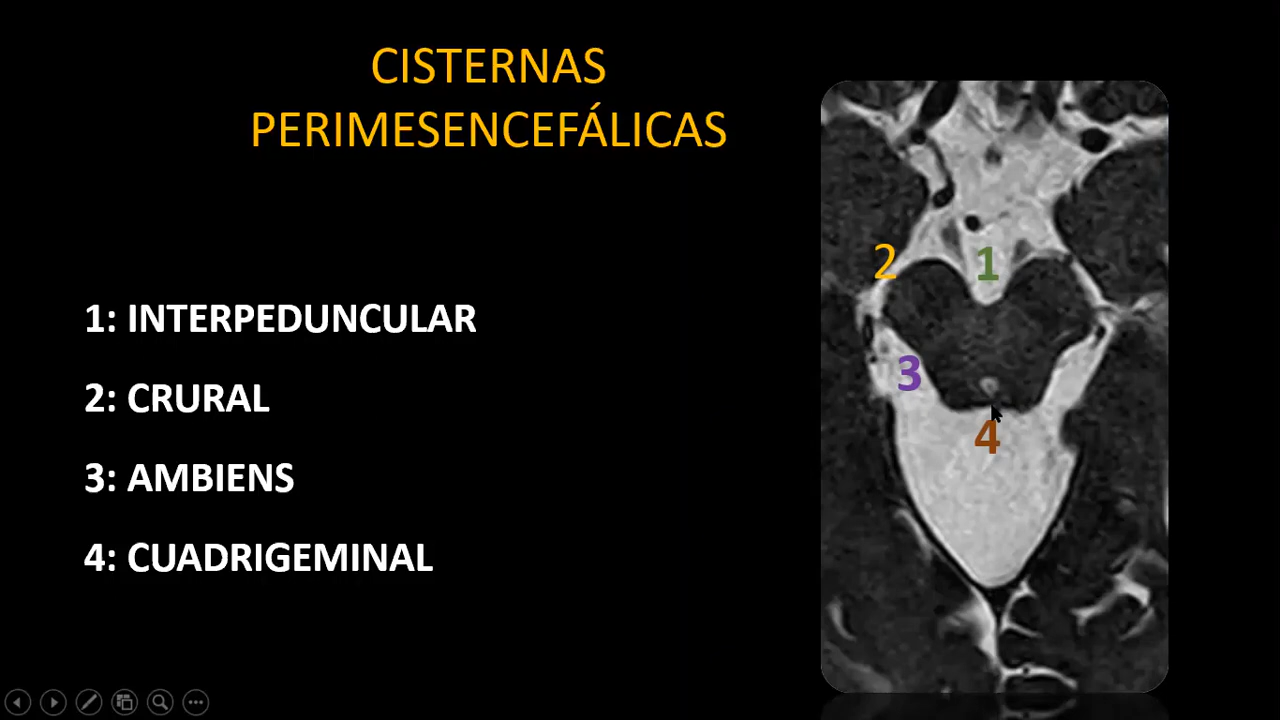 CISTERNAS
PERIMESENCEFÁLICAS
1: INTERPEDUNCULAR
2: CRURAL
3: AMBIENS
4: CUADRIGEMINAL
2
1
3
4